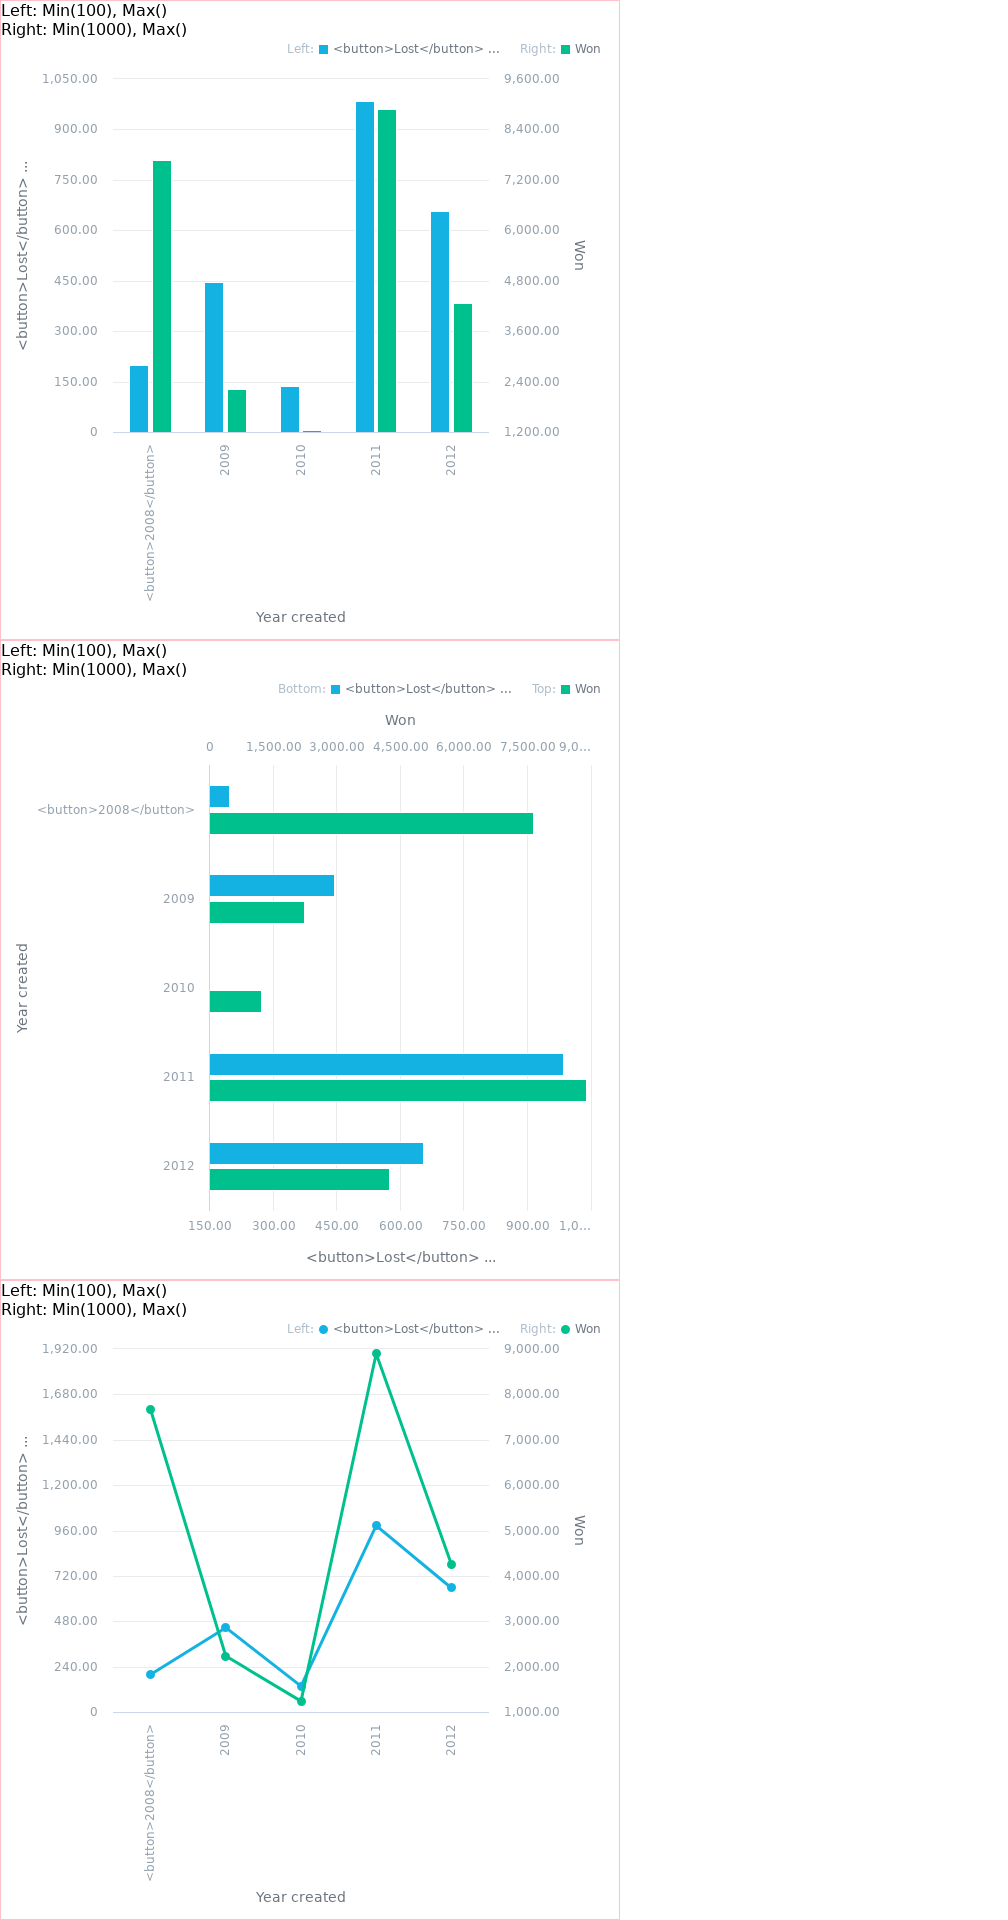 Left: Min(100), Max()
Right: Min(1000), Max()
Left: <button>Lost</button> ... Right: Won
1,050.00 9,600.00
900.00 8,400.00
750.00 7,200.00
600.00 6,000.00
450.00 4,800.00
300.00 3,600.00
150.00 2,400.00
0 1,200.00
<button>Lost</button> ...
Won
<button>2008</button> 2009 2010 2011 2012
Year created
Left: Min(100), Max()
Right: Min(1000), Max()
Bottom: <button>Lost</button> ... Top: Won
Won
0 1,500.00 3,000.00 4,500.00 6,000.00 7,500.00 9,0...
<button>2008</button>
2009
2010
2011
2012
Year created
150.00 300.00 450.00 600.00 750.00 900.00 1,0...
<button>Lost</button> ...
Left: Min(100), Max()
Right: Min(1000), Max()
Left: <button>Lost</button> ... Right: Won
1,920.00 9,000.00
1,680.00 8,000.00
1,440.00 7,000.00
1,200.00 6,000.00
960.00 5,000.00
720.00 4,000.00
480.00 3,000.00
240.00 2,000.00
0 1,000.00
<button>Lost</button> ...
Won
<button>2008</button> 2009 2010 2011 2012
Year created